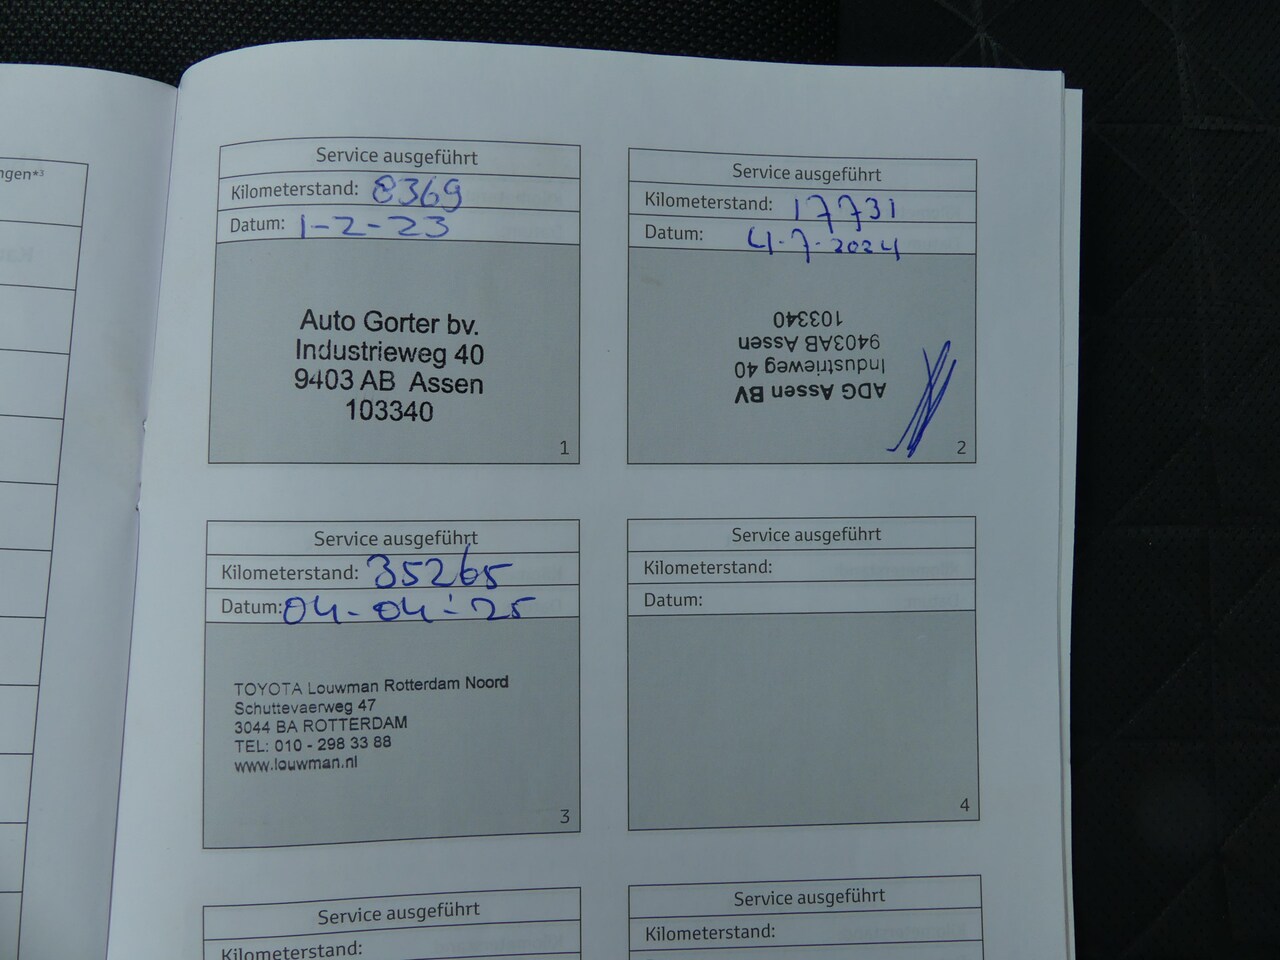 ngen*3
Service ausgeführt
Kilometerstand: 8369
Datum: 1-2-23
Auto Gorter bv.
Industrieweg 40
9403 AB Assen
103340
1
Service ausgeführt
Kilometerstand: 17731
Datum: 4-7-2024
ADG Assen BV
Industrieweg 40
9403AB Assen
103340
2
Service ausgeführt
Kilometerstand: 35265
Datum: 04-04-'25
TOYOTA Louwman Rotterdam Noord
Schuttevaerweg 47
3044 BA ROTTERDAM
TEL: 010 - 298 33 88
www.louwman.nl
3
Service ausgeführt
Kilometerstand:
Datum:
4
Service ausgeführt
Kilometerstand:
Service ausgeführt
Kilometerstand: